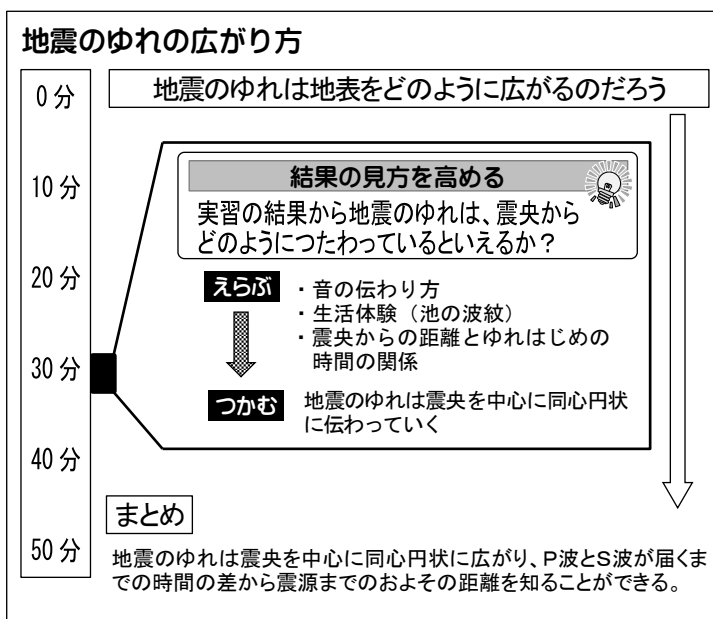 地震のゆれの広がり方
0分
地震のゆれは地表をどのように広がるのだろう
10分
結果の見方を高める
実習の結果から地震のゆれは、震央から
どのようにつたわっているといえるか？
20分
えらぶ
・音の伝わり方
・生活体験（池の波紋）
・震央からの距離とゆれはじめの
時間の関係
30分
つかむ
地震のゆれは震央を中心に同心円状
に伝わっていく
40分
まとめ
50分
地震のゆれは震央を中心に同心円状に広がり、P波とS波が届くま
での時間の差から震源までのおよその距離を知ることができる。